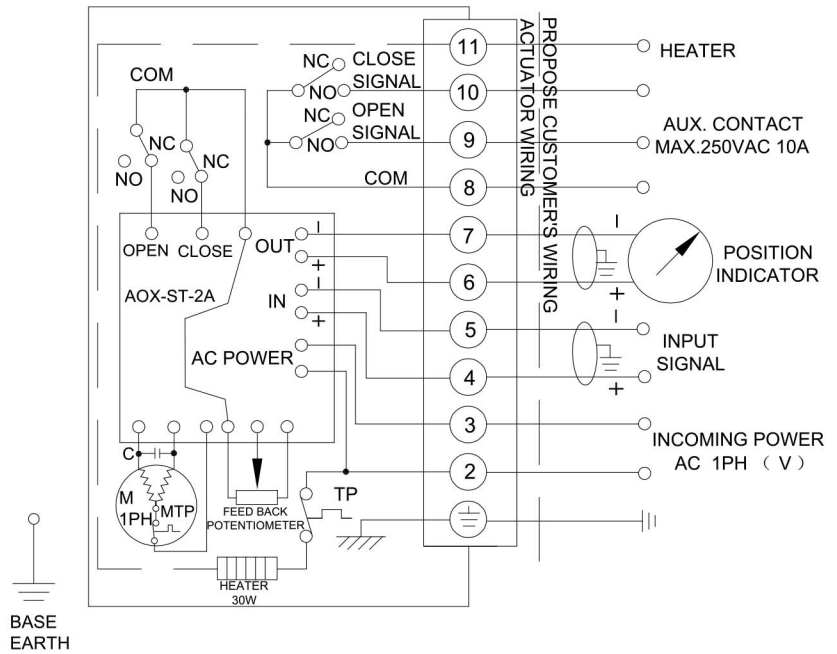 COM
NC
NO
NC
NO
NC
CLOSE
SIGNAL
NO
NC
OPEN
SIGNAL
NO
COM
OPEN
CLOSE
OUT
-
+
IN
-
+
AOX-ST-2A
AC POWER
C
M
1PH
MTP
FEED BACK
POTENTIOMETER
TP
HEATER
30W
BASE
EARTH
11
10
9
8
7
6
5
4
3
2
PROPOSE CUSTOMER'S WIRING
ACTUATOR WIRING
HEATER
AUX. CONTACT
MAX.250VAC 10A
-
+
POSITION
INDICATOR
-
+
INPUT
SIGNAL
INCOMING POWER
AC 1PH （ V ）